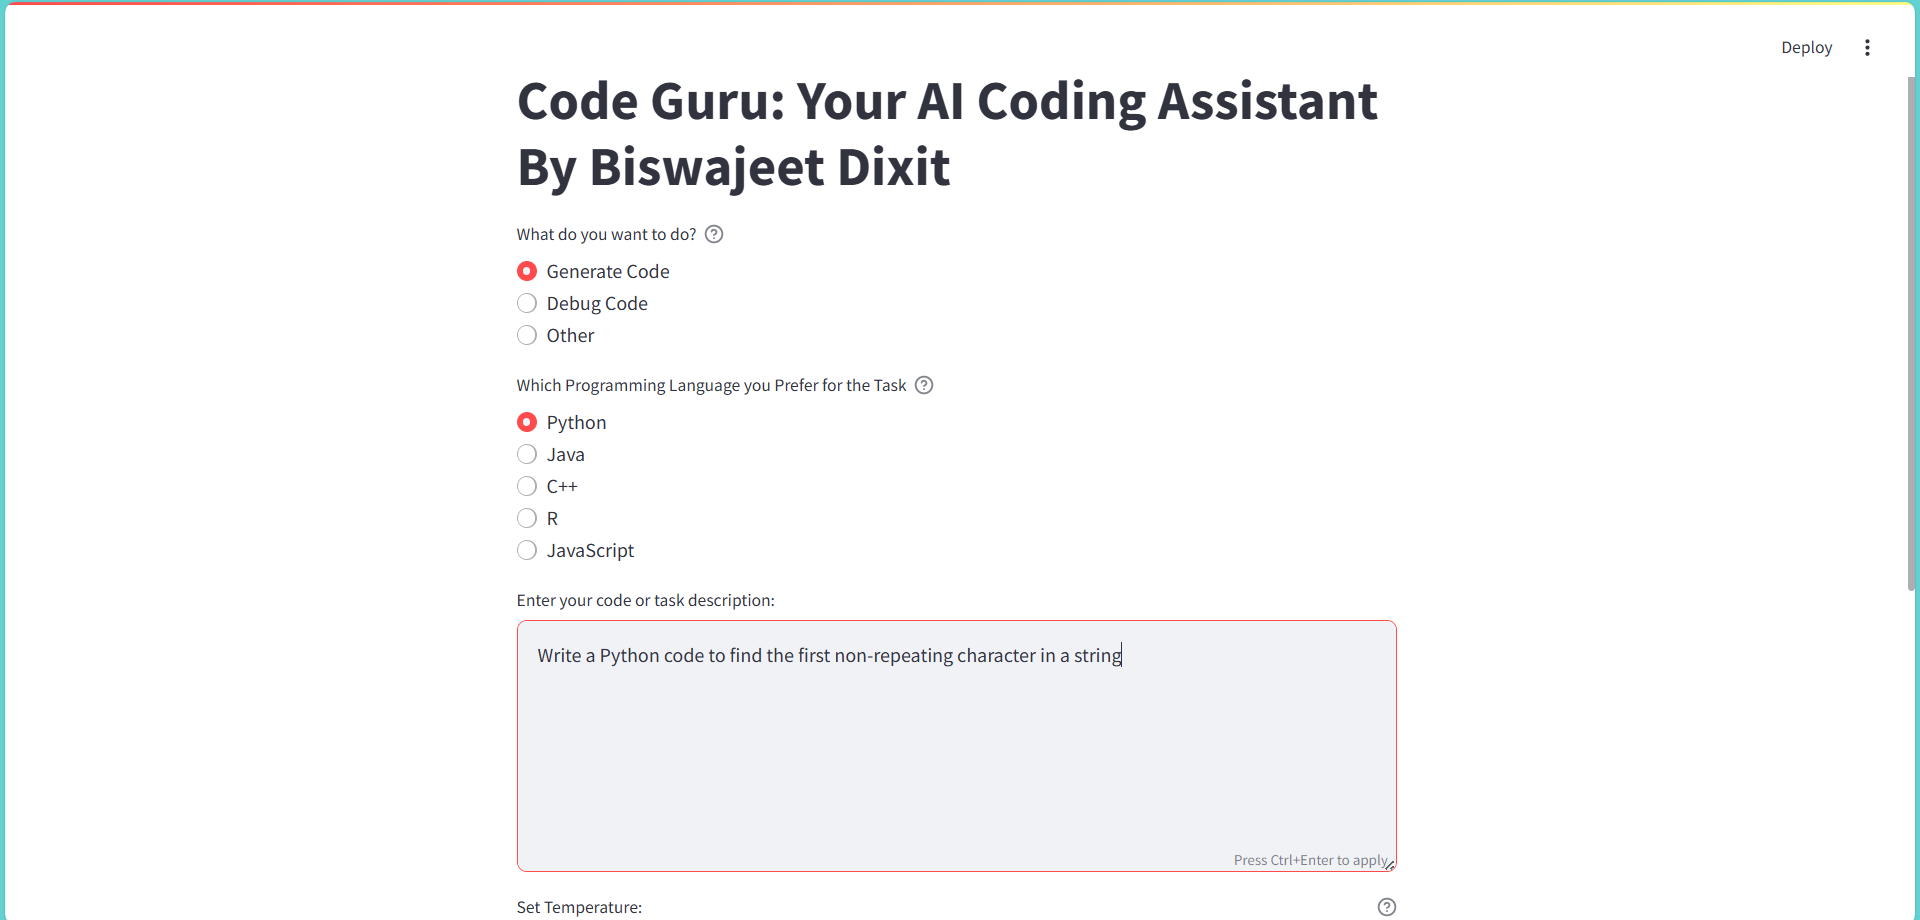 Deploy
Code Guru: Your AI Coding Assistant
By Biswajeet Dixit
What do you want to do?
Generate Code
Debug Code
Other
Which Programming Language you Prefer for the Task
Python
Java
C++
R
JavaScript
Enter your code or task description:
Write a Python code to find the first non-repeating character in a string
Press Ctrl+Enter to apply
Set Temperature: